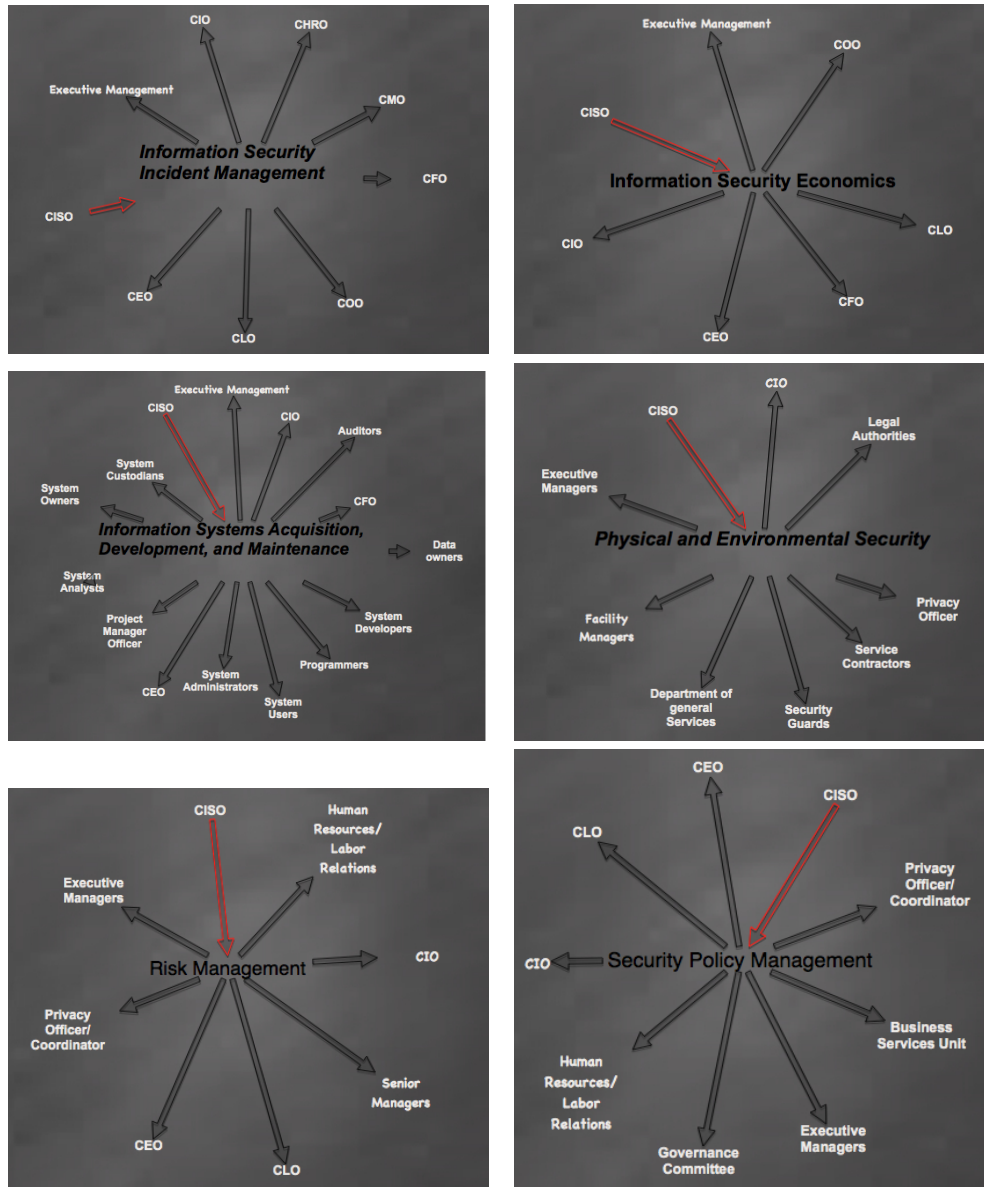 CIO
CHRO
Executive Management
CMO
Information Security
Incident Management
CFO
CISO
CEO
COO
CLO
Executive Management
COO
CISO
Information Security Economics
CLO
CIO
CFO
CEO
Executive Management
CISO
CIO
Auditors
System
Custodians
System
Owners
CFO
Information Systems Acquisition,
Development, and Maintenance
Data
owners
System
Analysts
Project
Manager
Officer
System
Developers
Programmers
System
Administrators
CEO
System
Users
CIO
CISO
Legal
Authorities
Executive
Managers
Physical and Environmental Security
Privacy
Officer
Facility
Managers
Service
Contractors
Department of
general
Services
Security
Guards
CISO
Human
Resources/
Labor
Relations
Executive
Managers
CIO
Risk Management
Privacy
Officer/
Coordinator
Senior
Managers
CEO
CLO
CEO
CISO
CLO
Privacy
Officer/
Coordinator
CIO
Security Policy Management
Business
Services Unit
Human
Resources/
Labor
Relations
Executive
Managers
Governance
Committee